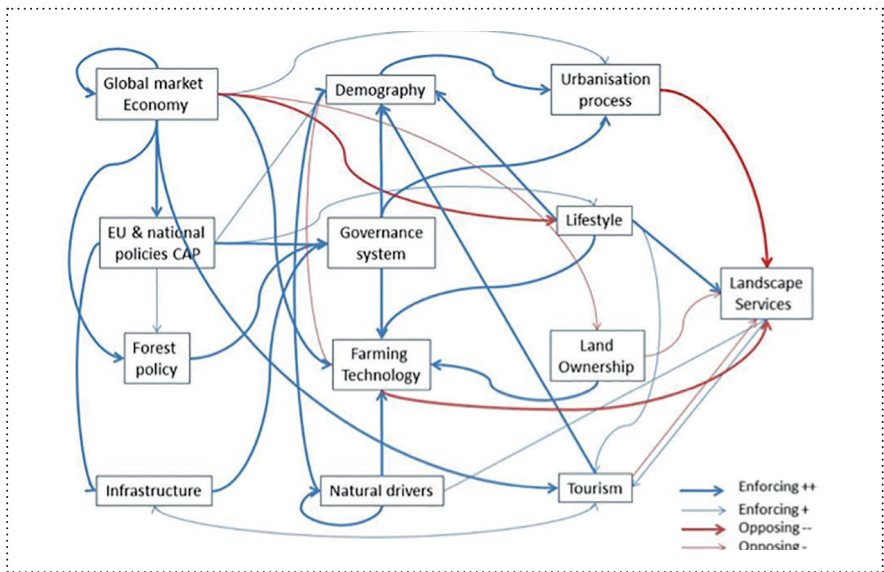 Global market
Economy
Demography
Urbanisation
process
EU & national
policies CAP
Governance
system
Lifestyle
Landscape
Services
Forest
policy
Farming
Technology
Land
Ownership
Infrastructure
Natural drivers
Tourism
Enforcing ++
Enforcing +
Opposing --
Opposing -